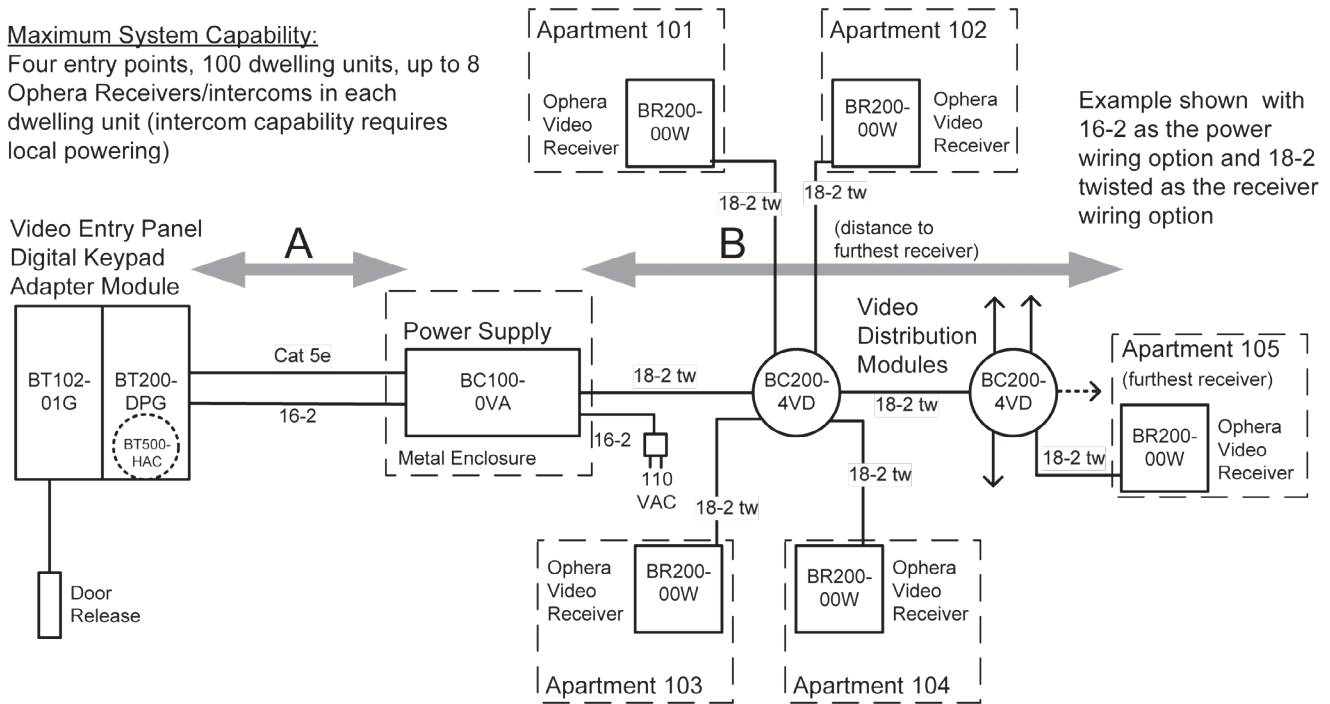 Maximum System Capability:
Four entry points, 100 dwelling units, up to 8
Ophera Receivers/intercoms in each
dwelling unit (intercom capability requires
local powering)
Apartment 101
Ophera
Video
Receiver
BR200-
00W
18-2 tw
Apartment 102
BR200-
00W
Ophera
Video
Receiver
18-2 tw
Example shown with
16-2 as the power
wiring option and 18-2
twisted as the receiver
wiring option
Video Entry Panel
Digital Keypad
Adapter Module
A
B
(distance to
furthest receiver)
BT102-
01G
BT200-
DPG
BT500-
HAC
Cat 5e
16-2
Power Supply
BC100-
0VA
Metal Enclosure
18-2 tw
16-2
110
VAC
BC200-
4VD
Video
Distribution
Modules
18-2 tw
BC200-
4VD
18-2 tw
Apartment 105
(furthest receiver)
BR200-
00W
Ophera
Video
Receiver
Door
Release
18-2 tw
Ophera
Video
Receiver
BR200-
00W
Apartment 103
18-2 tw
BR200-
00W
Ophera
Video
Receiver
Apartment 104